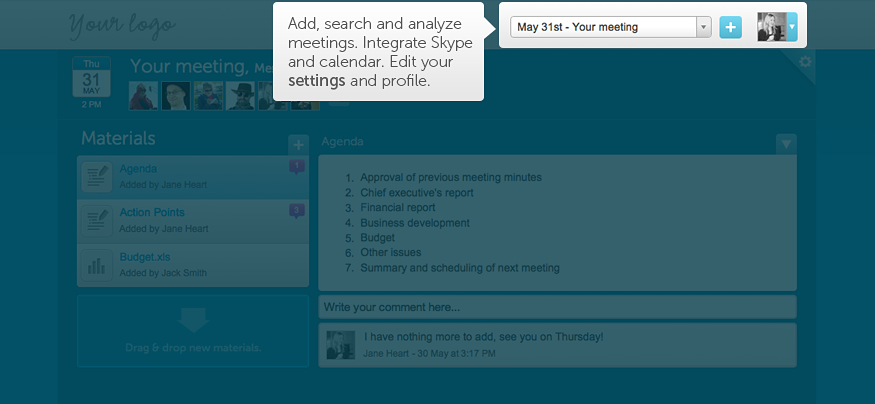 Your logo
Add, search and analyze
meetings. Integrate Skype
and calendar. Edit your
settings and profile.
May 31st - Your meeting
Thu
31
MAY
2 PM
Your meeting,
Materials
Agenda
Added by Jane Heart
1
Action Points
Added by Jane Heart
3
Budget.xls
Added by Jack Smith
Drag & drop new materials.
Agenda
1. Approval of previous meeting minutes
2. Chief executive's report
3. Financial report
4. Business development
5. Budget
6. Other issues
7. Summary and scheduling of next meeting
Write your comment here...
I have nothing more to add, see you on Thursday!
Jane Heart - 30 May at 3:17 PM